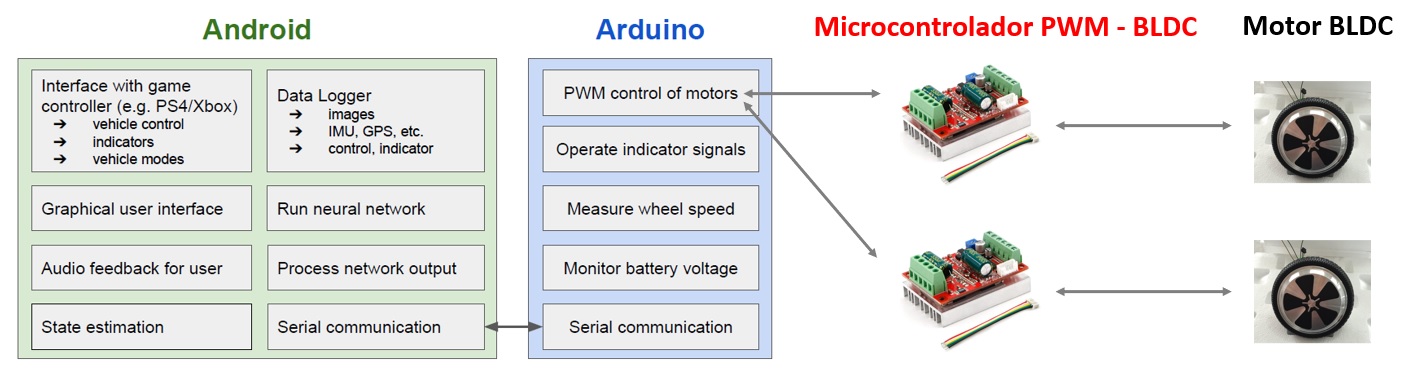 Android
Arduino
Microcontrolador PWM - BLDC
Motor BLDC
Interface with game
controller (e.g. PS4/Xbox)
➔ vehicle control
➔ indicators
➔ vehicle modes
Data Logger
➔ images
➔ IMU, GPS, etc.
➔ control, indicator
Graphical user interface
Run neural network
Audio feedback for user
Process network output
State estimation
Serial communication
PWM control of motors
Operate indicator signals
Measure wheel speed
Monitor battery voltage
Serial communication